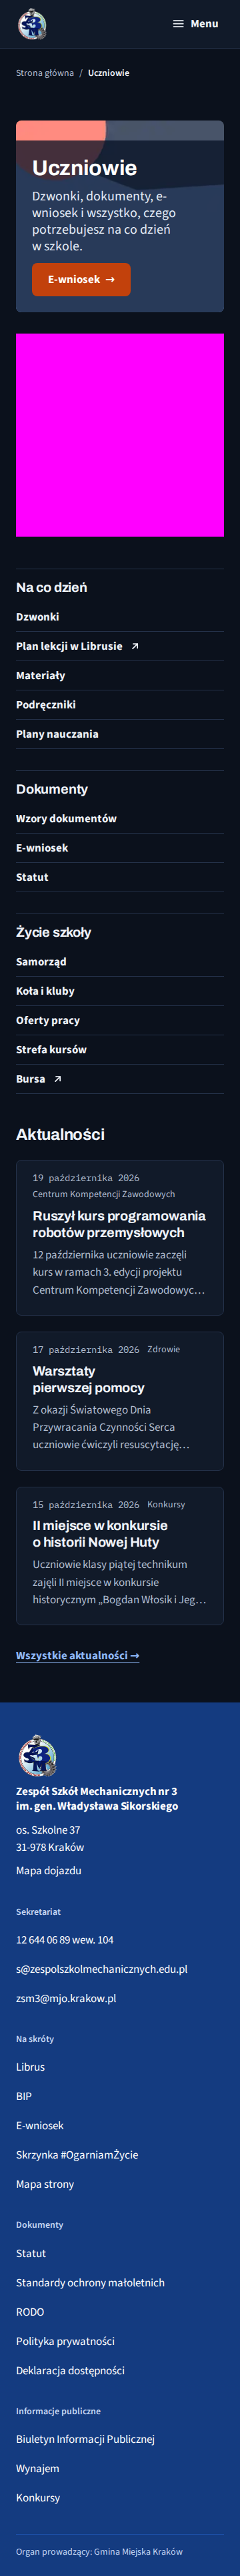 Menu
Strona główna / Uczniowie
Uczniowie
Dzwonki, dokumenty, e-
wniosek i wszystko, czego
potrzebujesz na co dzień
w szkole.
E-wniosek →
Na co dzień
Dzwonki
Plan lekcji w Librusie ↗
Materiały
Podręczniki
Plany nauczania
Dokumenty
Wzory dokumentów
E-wniosek
Statut
Życie szkoły
Samorząd
Koła i kluby
Oferty pracy
Strefa kursów
Bursa ↗
Aktualności
19 października 2026
Centrum Kompetencji Zawodowych
Ruszył kurs programowania
robotów przemysłowych
12 października uczniowie zaczęli
kurs w ramach 3. edycji projektu
Centrum Kompetencji Zawodowyc…
17 października 2026 Zdrowie
Warsztaty
pierwszej pomocy
Z okazji Światowego Dnia
Przywracania Czynności Serca
uczniowie ćwiczyli resuscytację…
15 października 2026 Konkursy
II miejsce w konkursie
o historii Nowej Huty
Uczniowie klasy piątej technikum
zajęli II miejsce w konkursie
historycznym „Bogdan Włosik i Jeg…
Wszystkie aktualności →
Zespół Szkół Mechanicznych nr 3
im. gen. Władysława Sikorskiego
os. Szkolne 37
31-978 Kraków
Mapa dojazdu
Sekretariat
12 644 06 89 wew. 104
s@zespolszkolmechanicznych.edu.pl
zsm3@mjo.krakow.pl
Na skróty
Librus
BIP
E-wniosek
Skrzynka #OgarniamŻycie
Mapa strony
Dokumenty
Statut
Standardy ochrony małoletnich
RODO
Polityka prywatności
Deklaracja dostępności
Informacje publiczne
Biuletyn Informacji Publicznej
Wynajem
Konkursy
Organ prowadzący: Gmina Miejska Kraków